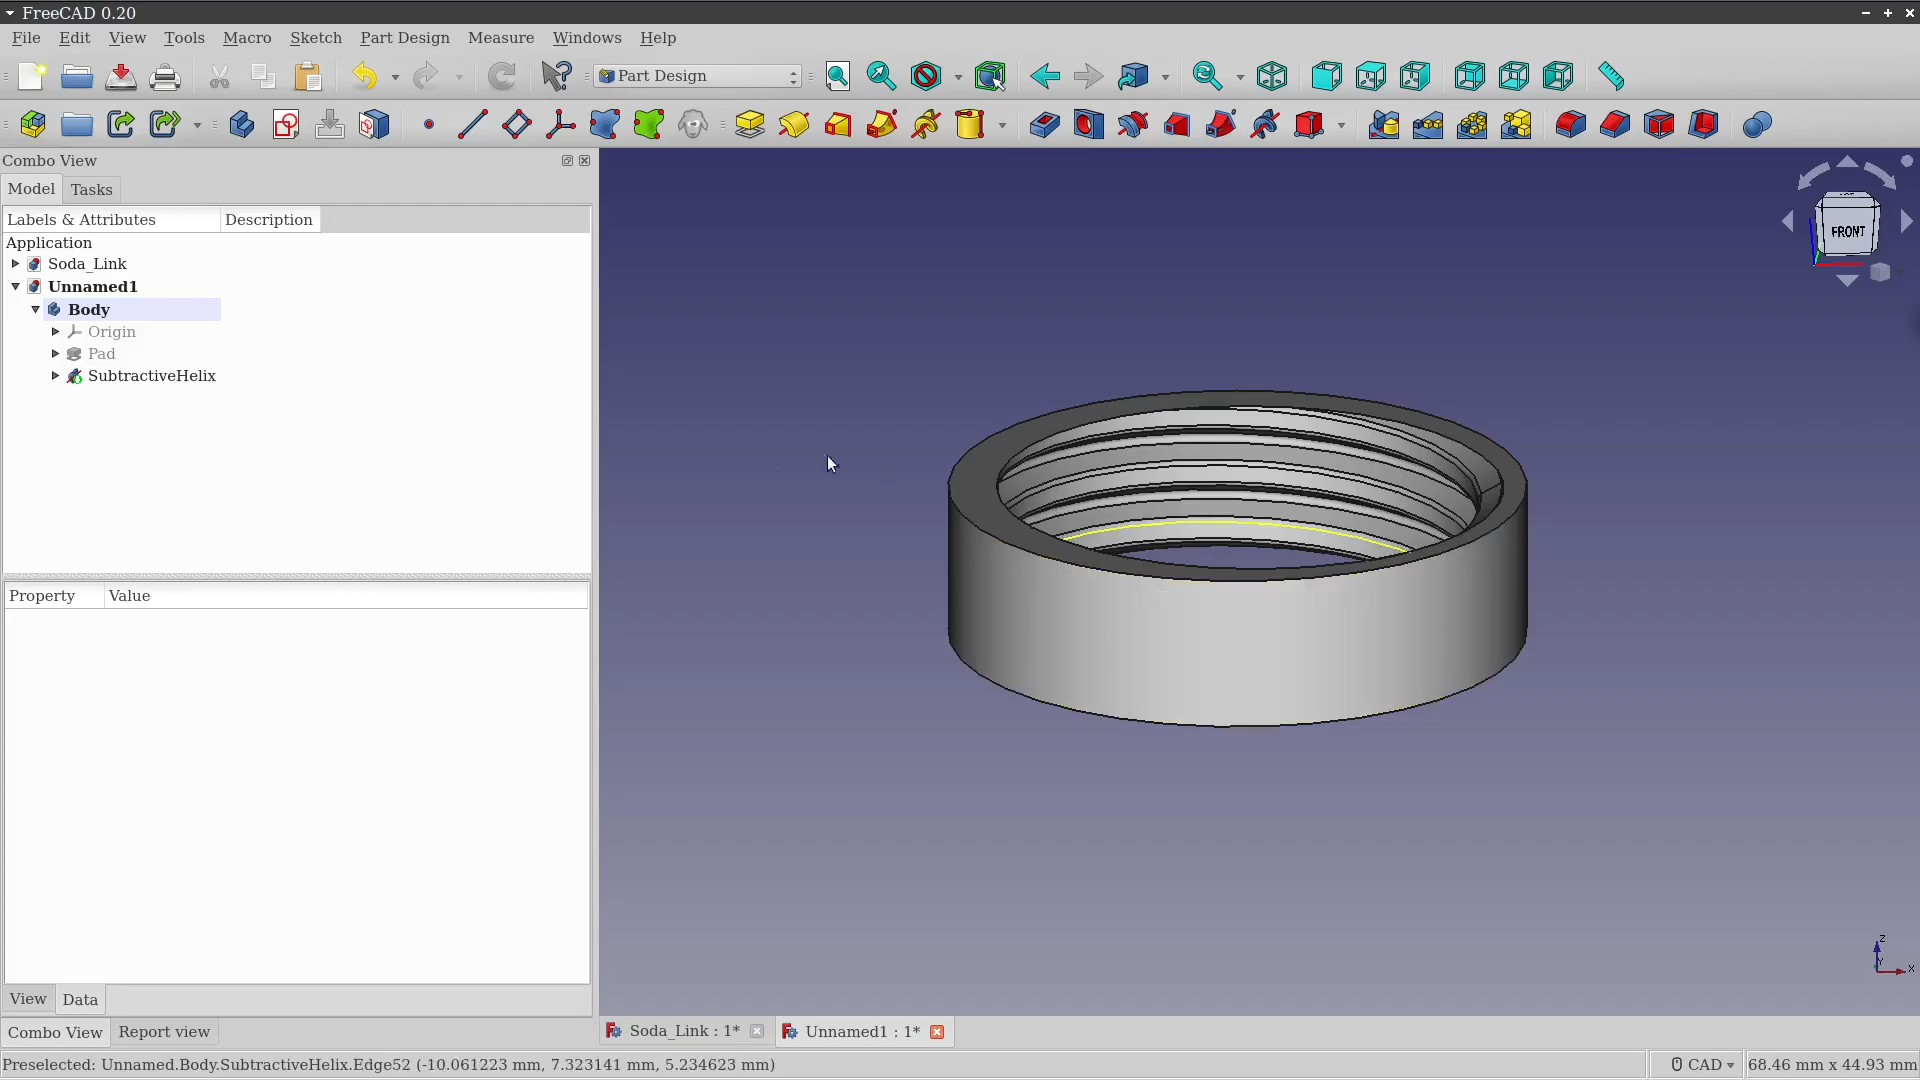 FreeCAD 0.20
File Edit View Tools Macro Sketch Part Design Measure Windows Help
Part Design
Combo View
Model Tasks
Labels & Attributes Description
Application
Soda_Link
Unnamed1
Body
Origin
Pad
SubtractiveHelix
FRONT
Property Value
Z
Y
X
View Data
Combo View Report view
Soda_Link : 1* Unnamed1 : 1*
Preselected: Unnamed.Body.SubtractiveHelix.Edge52 (-10.061223 mm, 7.323141 mm, 5.234623 mm) CAD 68.46 mm x 44.93 mm